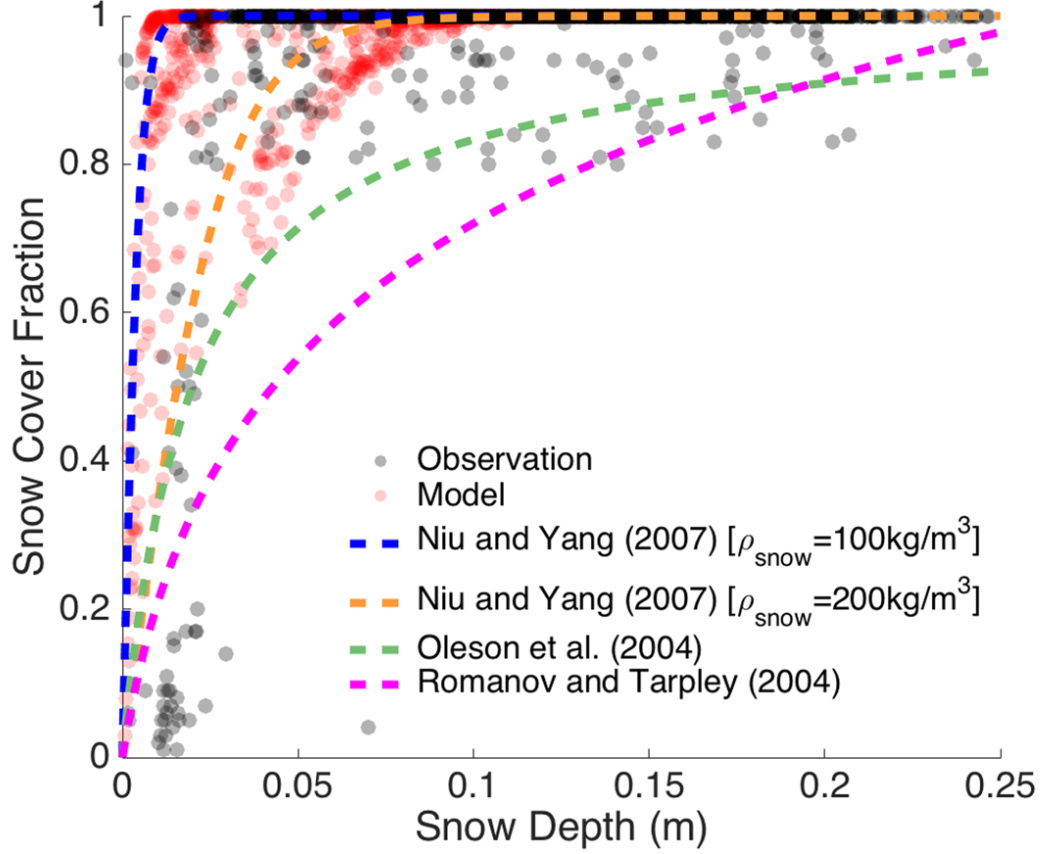 1
0.8
0.6
0.4
0.2
0
Snow Cover Fraction
Observation
Model
Niu and Yang (2007) [ρsnow=100kg/m³]
Niu and Yang (2007) [ρsnow=200kg/m³]
Oleson et al. (2004)
Romanov and Tarpley (2004)
0 0.05 0.1 0.15 0.2 0.25
Snow Depth (m)